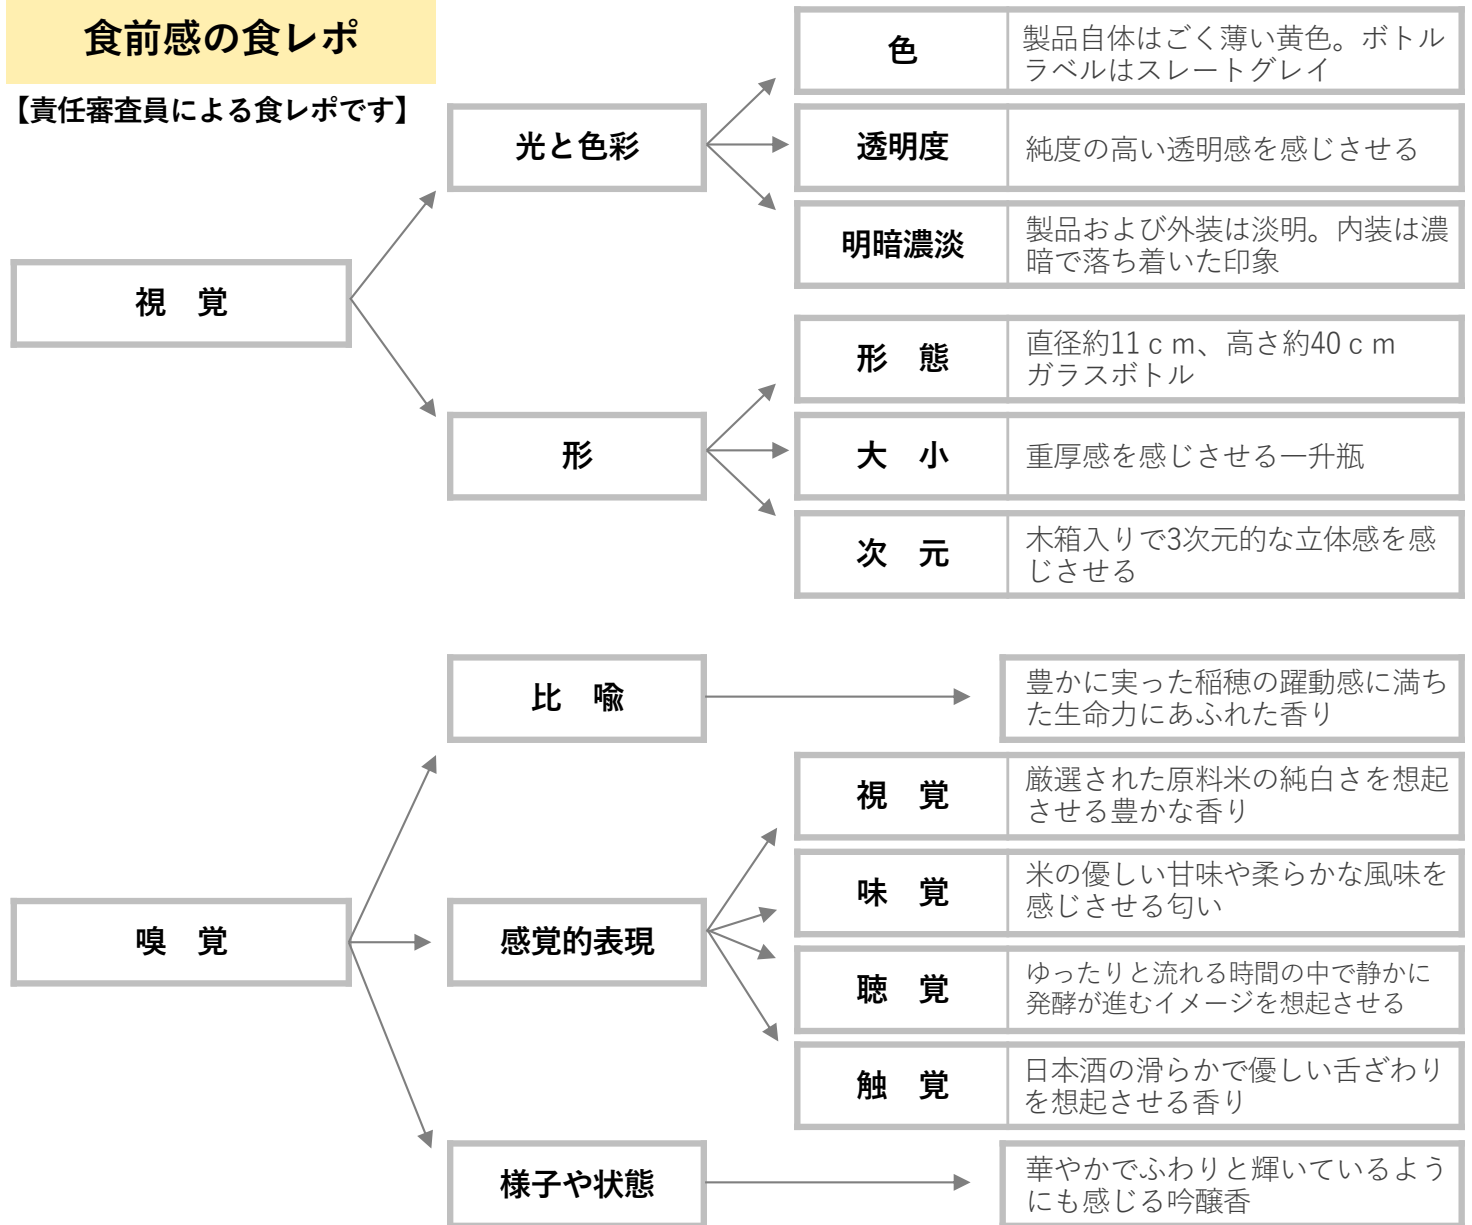 食前感の食レポ
【責任審査員による食レポです】
視　覚
光と色彩
色
製品自体はごく薄い黄色。ボトル
ラベルはスレートグレイ
透明度
純度の高い透明感を感じさせる
明暗濃淡
製品および外装は淡明。内装は濃
暗で落ち着いた印象
形
形　態
直径約11ｃｍ、高さ約40ｃｍ
ガラスボトル
大　小
重厚感を感じさせる一升瓶
次　元
木箱入りで3次元的な立体感を感
じさせる
嗅　覚
比　喩
豊かに実った稲穂の躍動感に満ち
た生命力にあふれた香り
感覚的表現
視　覚
厳選された原料米の純白さを想起
させる豊かな香り
味　覚
米の優しい甘味や柔らかな風味を
感じさせる匂い
聴　覚
ゆったりと流れる時間の中で静かに
発酵が進むイメージを想起させる
触　覚
日本酒の滑らかで優しい舌ざわり
を想起させる香り
様子や状態
華やかでふわりと輝いているよう
にも感じる吟醸香